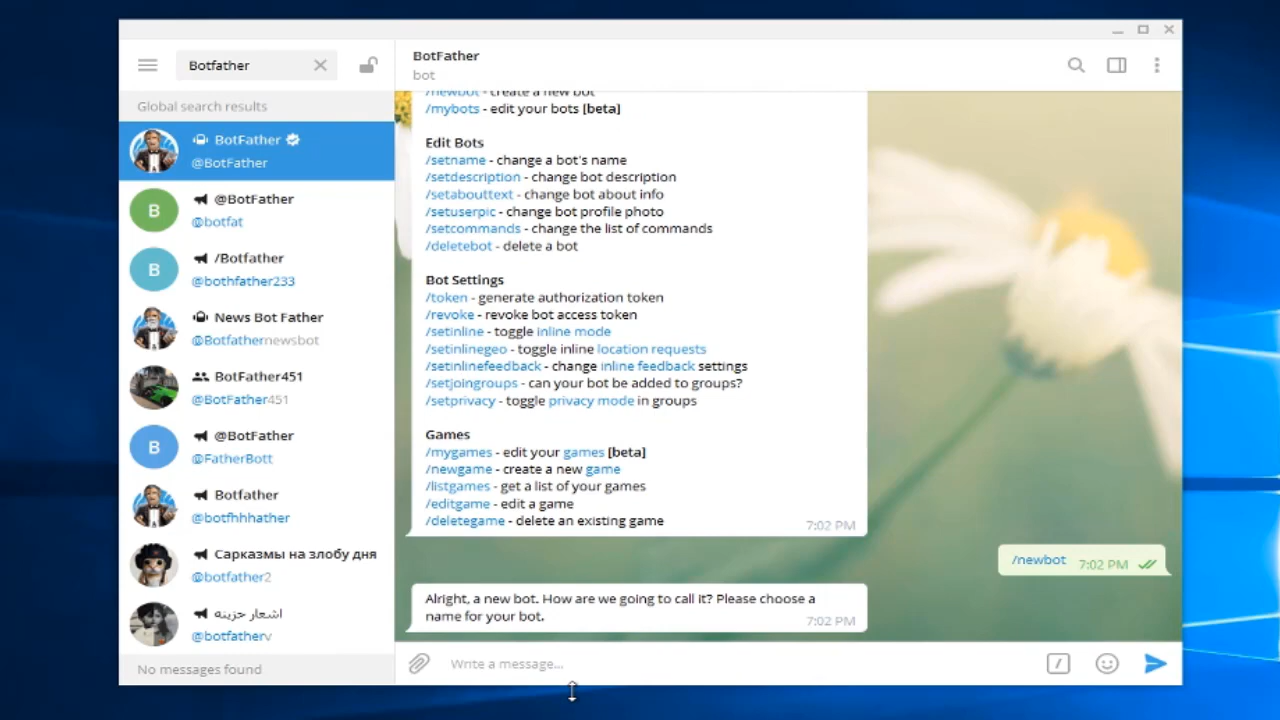 Botfather
Global search results
BotFather
@BotFather
@BotFather
@botfat
/Botfather
@bothfather233
News Bot Father
@Botfathernewsbot
BotFather451
@BotFather451
@BotFather
@FatherBott
Botfather
@botfhhhather
Сарказмы на злобу дня
@botfather2
اشعار حزينه
@botfatherv
No messages found
BotFather
bot
/newbot - create a new bot
/mybots - edit your bots [beta]
Edit Bots
/setname - change a bot's name
/setdescription - change bot description
/setabouttext - change bot about info
/setuserpic - change bot profile photo
/setcommands - change the list of commands
/deletebot - delete a bot
Bot Settings
/token - generate authorization token
/revoke - revoke bot access token
/setinline - toggle inline mode
/setinlinegeo - toggle inline location requests
/setinlinefeedback - change inline feedback settings
/setjoingroups - can your bot be added to groups?
/setprivacy - toggle privacy mode in groups
Games
/mygames - edit your games [beta]
/newgame - create a new game
/listgames - get a list of your games
/editgame - edit a game
/deletegame - delete an existing game
7:02 PM
/newbot 7:02 PM
Alright, a new bot. How are we going to call it? Please choose a
name for your bot.
7:02 PM
Write a message...
B
B
B